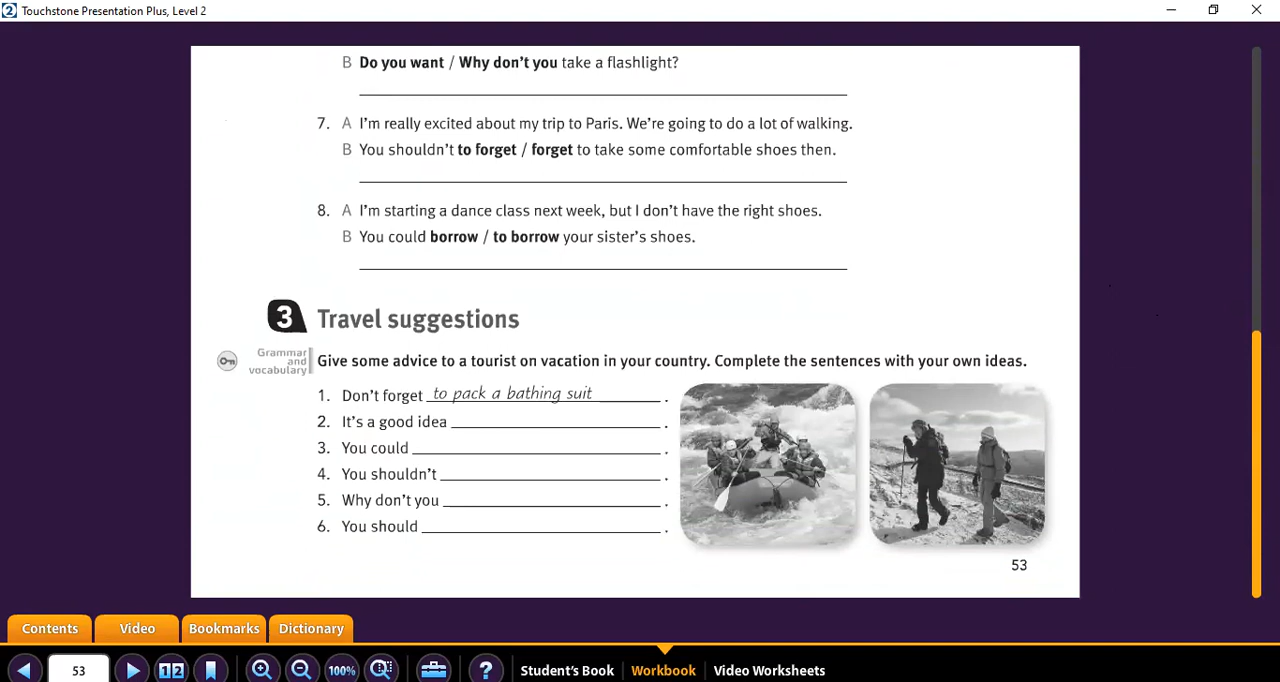 Touchstone Presentation Plus, Level 2
B Do you want / Why don't you take a flashlight?
7. A I'm really excited about my trip to Paris. We're going to do a lot of walking.
B You shouldn't to forget / forget to take some comfortable shoes then.
8. A I'm starting a dance class next week, but I don't have the right shoes.
B You could borrow / to borrow your sister's shoes.
3 Travel suggestions
Grammar
and
vocabulary
Give some advice to a tourist on vacation in your country. Complete the sentences with your own ideas.
1. Don't forget to pack a bathing suit .
2. It's a good idea .
3. You could .
4. You shouldn't .
5. Why don't you .
6. You should .
53
Contents Video Bookmarks Dictionary
53 12 100% ? Student's Book Workbook Video Worksheets